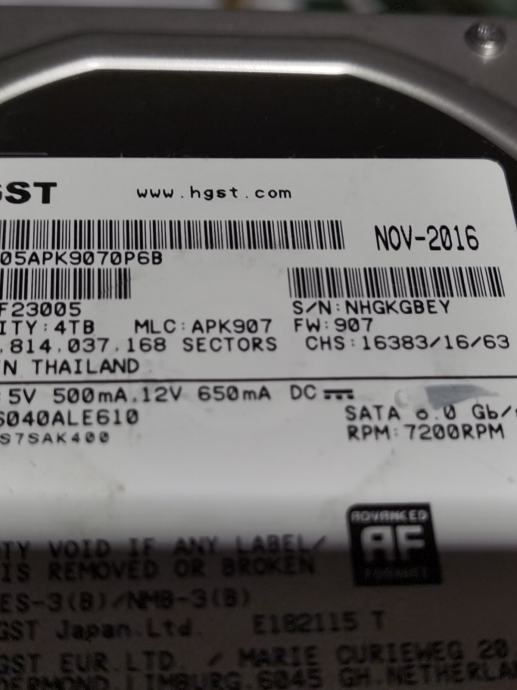 GST www.hgst.com
NOV-2016
05APK9070P6B
F23005 S/N:NHGKGBEY
ITY:4TB MLC:APK907 FW:907
,814,037,168 SECTORS CHS:16383/16/63
N THAILAND
5V 500mA,12V 650mA DC
6040ALE610 SATA 6.0 Gb/
S7SAK400 RPM:7200RPM
ADVANCED
AF
FORMAT
TY VOID IF ANY LABEL/
IS REMOVED OR BROKEN
ES-3(B)/NMB-3(B)
GST Japan.Ltd. E182115 T
GST EUR.LTD. / MARIE CURIEWEG 20,
DERMOND LIMBURG,6045 GH.NETHERLA